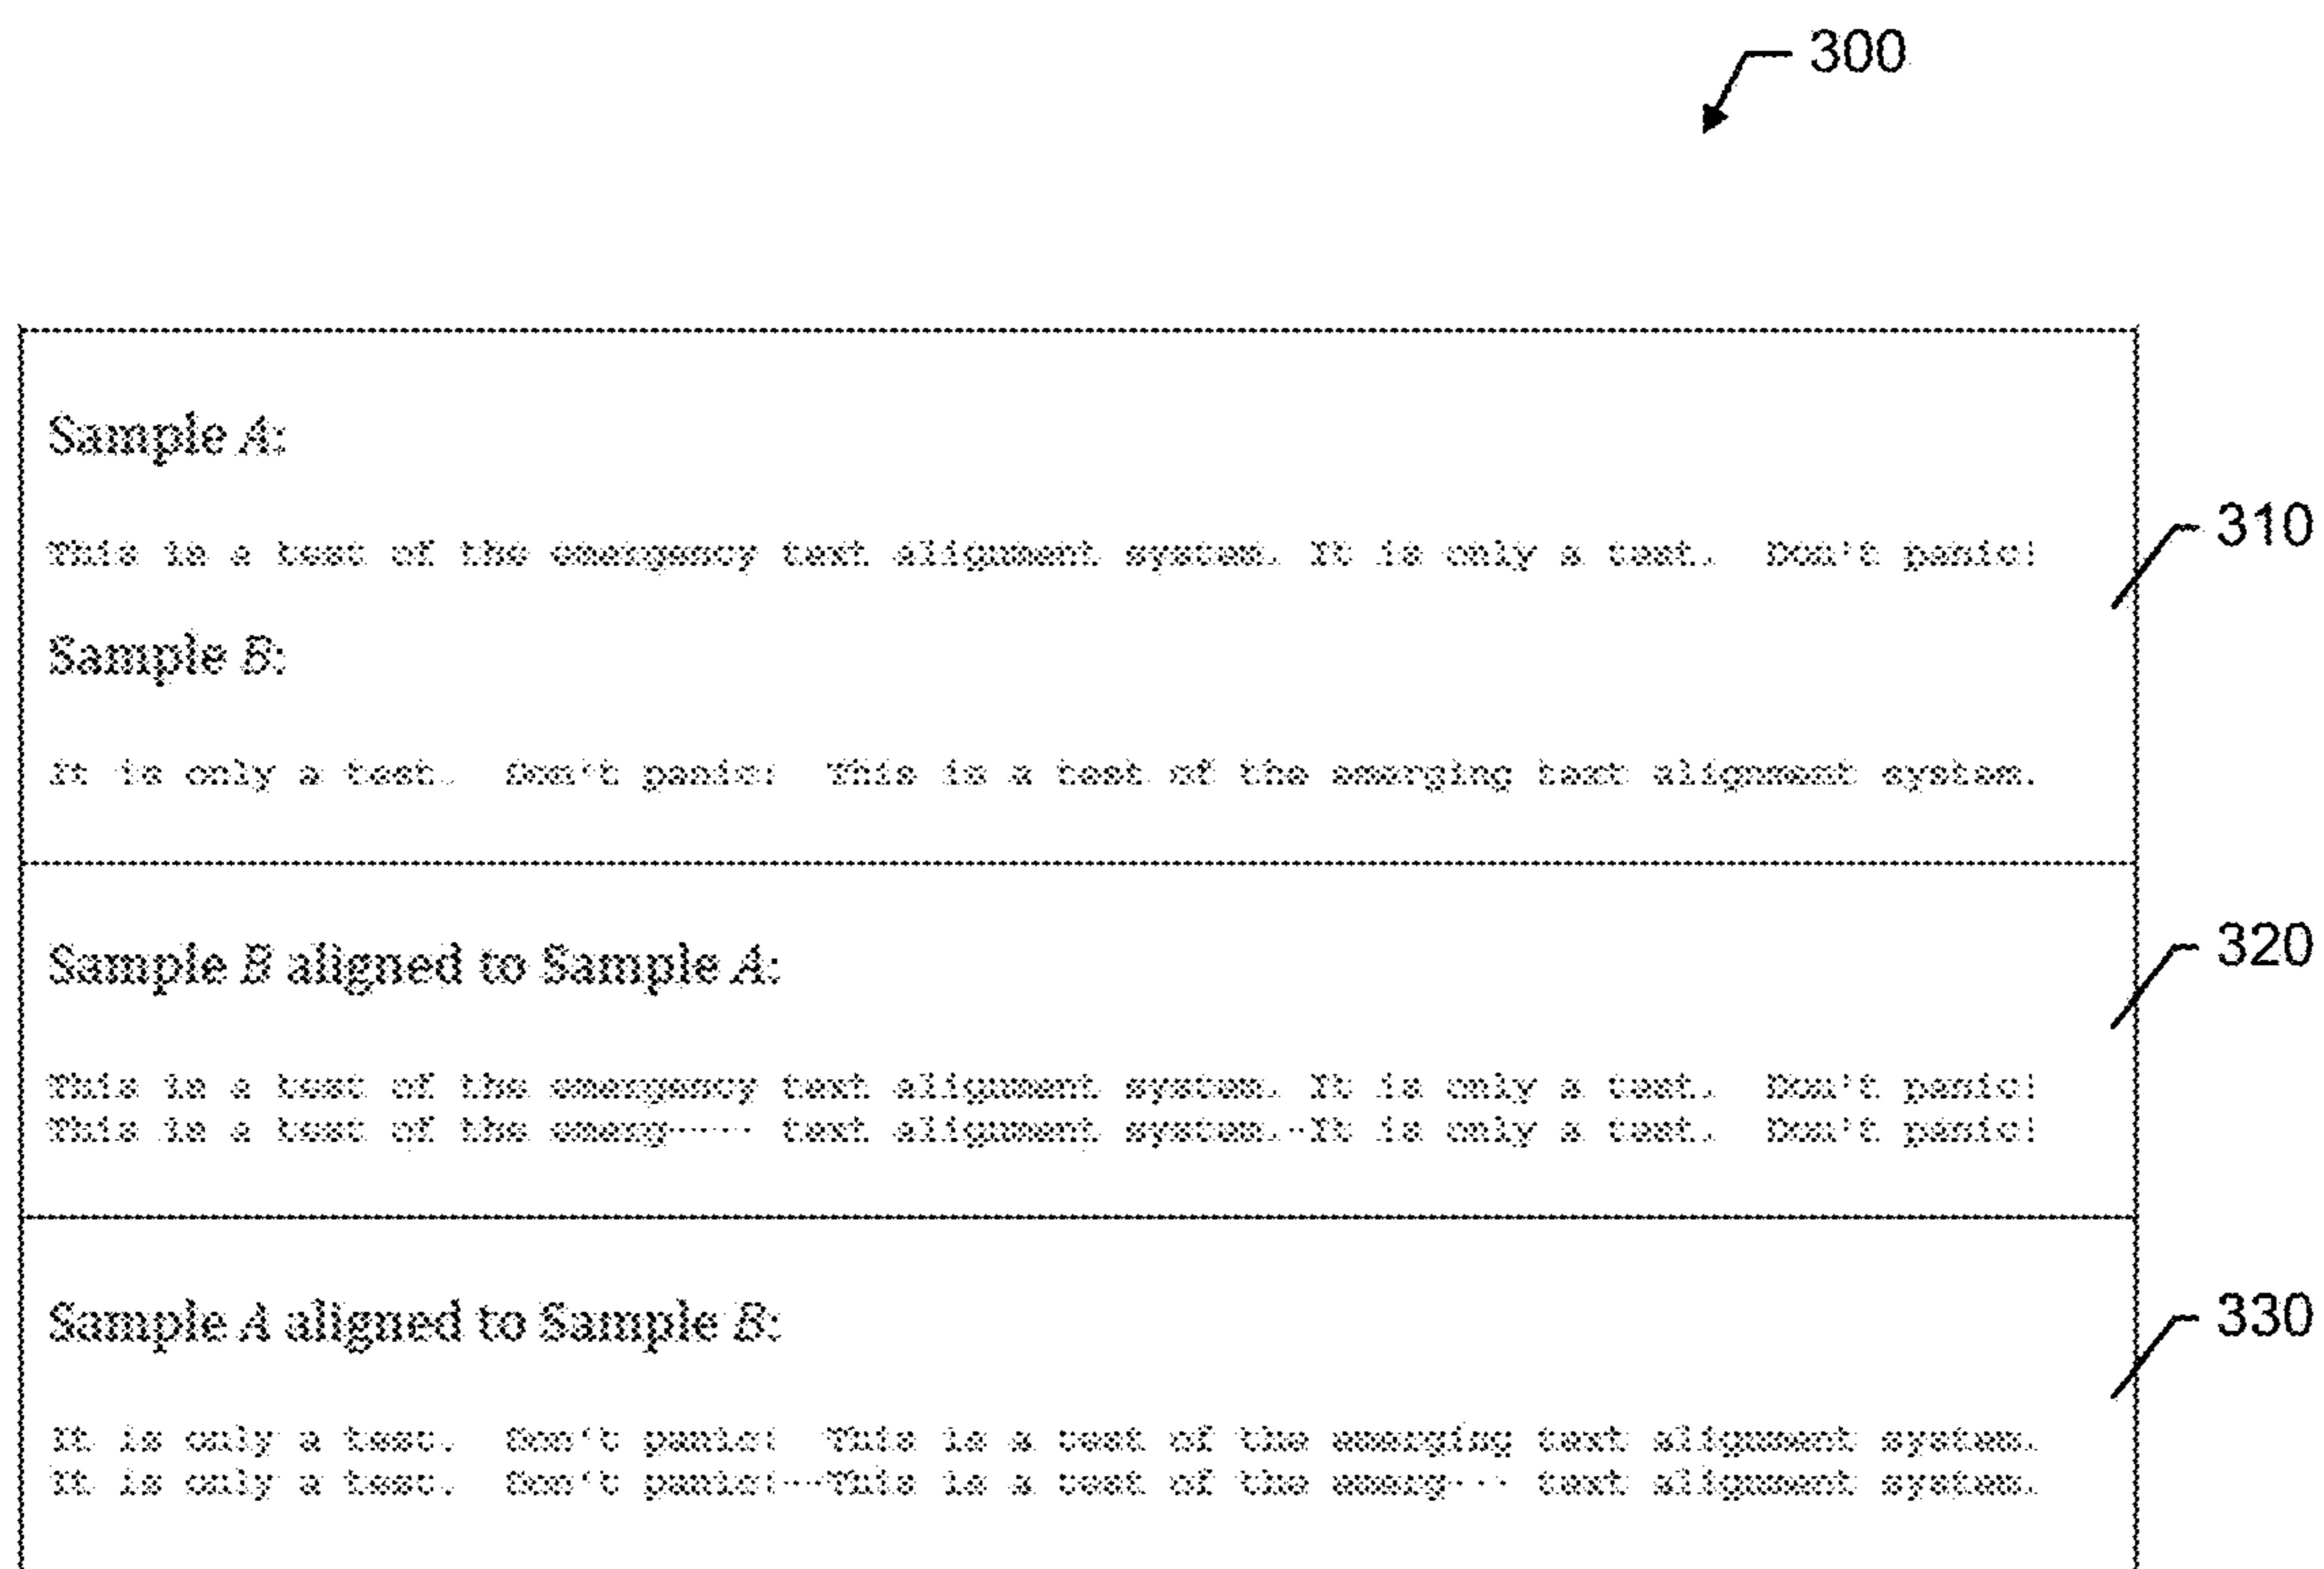 300
Sample A:
310
This is a test of the emergency text alignment system. It is only a test.  Don't panic!
Sample B:
It is only a test.  Don't panic!  This is a test of the emerging text alignment system.
Sample B aligned to Sample A:
320
This is a test of the emergency text alignment system. It is only a test.  Don't panic!
This is a test of the emerg---- text alignment system.-It is only a test.  Don't panic!
Sample A aligned to Sample B:
330
It is only a test.  Don't panic!  This is a test of the emerging text alignment system.
It is only a test.  Don't panic!--This is a test of the emerg--- text alignment system.